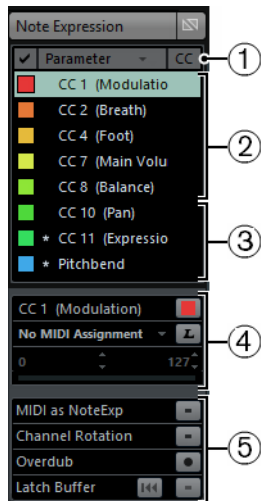 Note Expression
✓ Parameter CC
1
CC 1 (Modulatio
CC 2 (Breath)
CC 4 (Foot)
2
CC 7 (Main Volu
CC 8 (Balance)
CC 10 (Pan)
3
* CC 11 (Expressio
* Pitchbend
CC 1 (Modulation)
No MIDI Assignment L
4
0 127
MIDI as NoteExp
Channel Rotation
5
Overdub
Latch Buffer